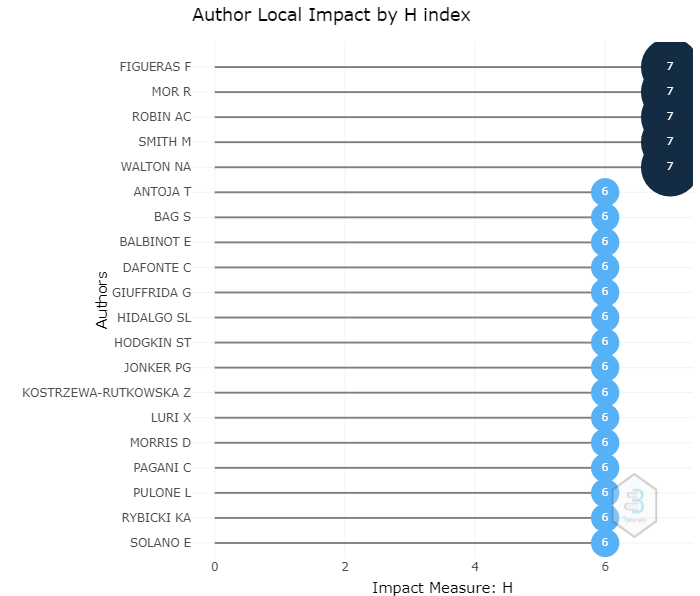 Author Local Impact by H index
FIGUERAS F 7
MOR R 7
ROBIN AC 7
SMITH M 7
WALTON NA 7
ANTOJA T 6
BAG S 6
BALBINOT E 6
DAFONTE C 6
GIUFFRIDA G 6
HIDALGO SL 6
HODGKIN ST 6
JONKER PG 6
KOSTRZEWA-RUTKOWSKA Z 6
LURI X 6
MORRIS D 6
PAGANI C 6
PULONE L 6
RYBICKI KA 6
SOLANO E 6
Authors
0 2 4 6
Impact Measure: H